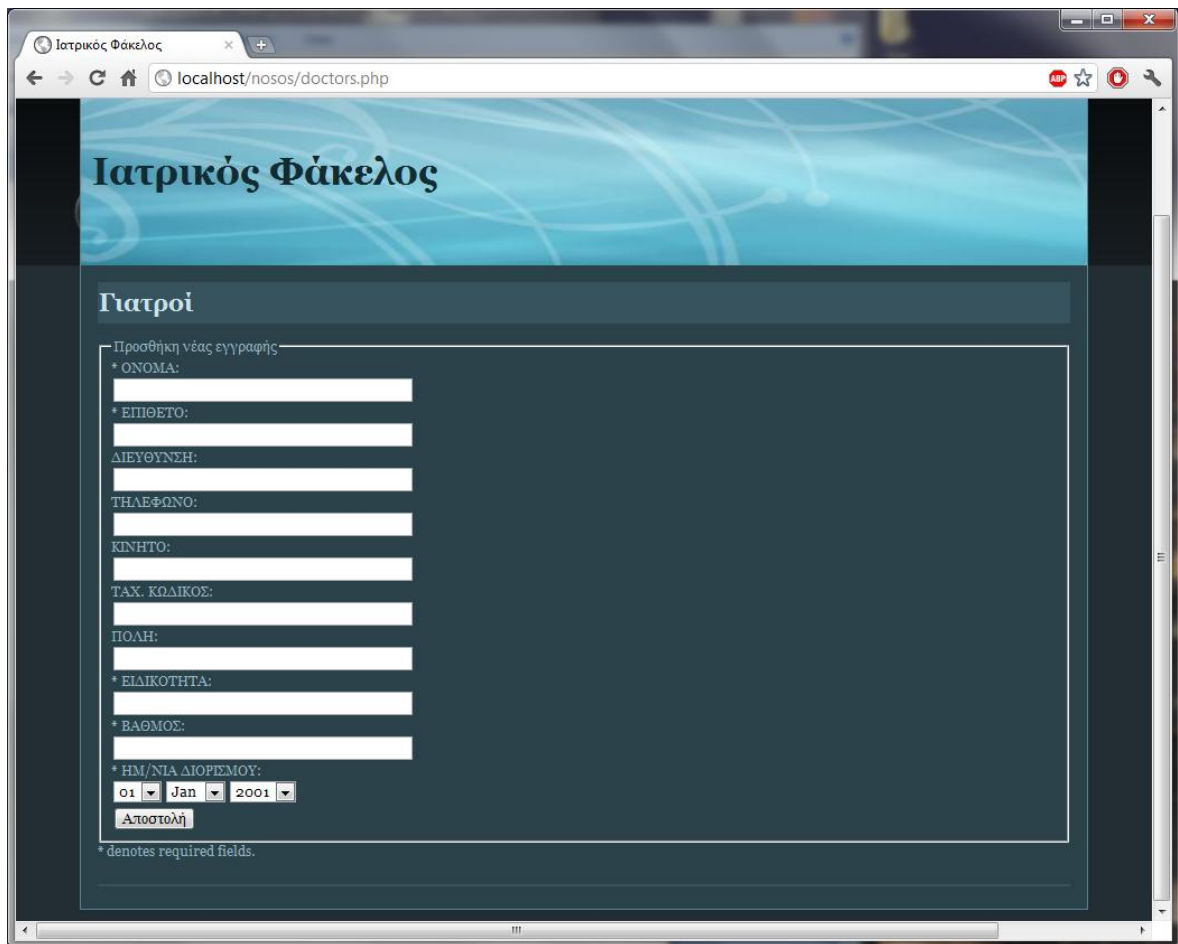 Ιατρικός Φάκελος
localhost/nosos/doctors.php
ABP
Ιατρικός Φάκελος
Γιατροί
Προσθήκη νέας εγγραφής
* ΟΝΟΜΑ:
* ΕΠΙΘΕΤΟ:
ΔΙΕΥΘΥΝΣΗ:
ΤΗΛΕΦΩΝΟ:
ΚΙΝΗΤΟ:
ΤΑΧ. ΚΩΔΙΚΟΣ:
ΠΟΛΗ:
* ΕΙΔΙΚΟΤΗΤΑ:
* ΒΑΘΜΟΣ:
* ΗΜ/ΝΙΑ ΔΙΟΡΙΣΜΟΥ:
01 Jan 2001
Αποστολή
* denotes required fields.